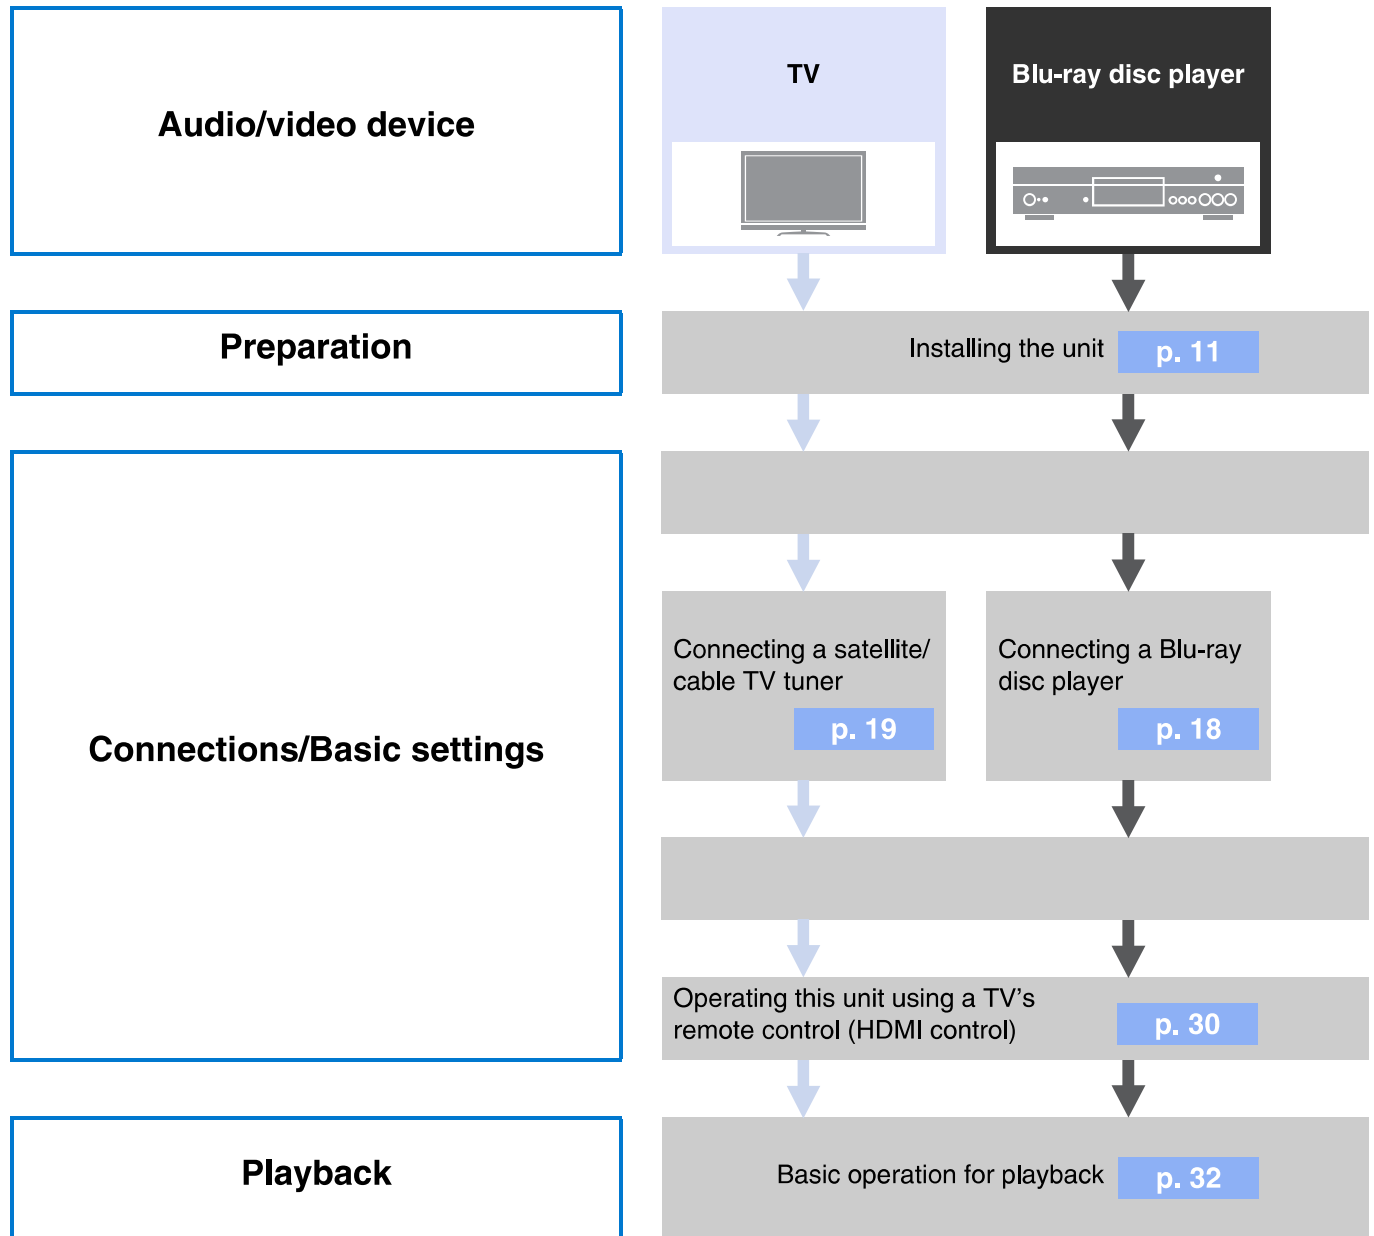 Audio/video device
TV
Blu-ray disc player
Preparation
Installing the unit p. 11
Connections/Basic settings
Connecting a satellite/
cable TV tuner
p. 19
Connecting a Blu-ray
disc player
p. 18
Operating this unit using a TV’s
remote control (HDMI control)
p. 30
Playback
Basic operation for playback p. 32